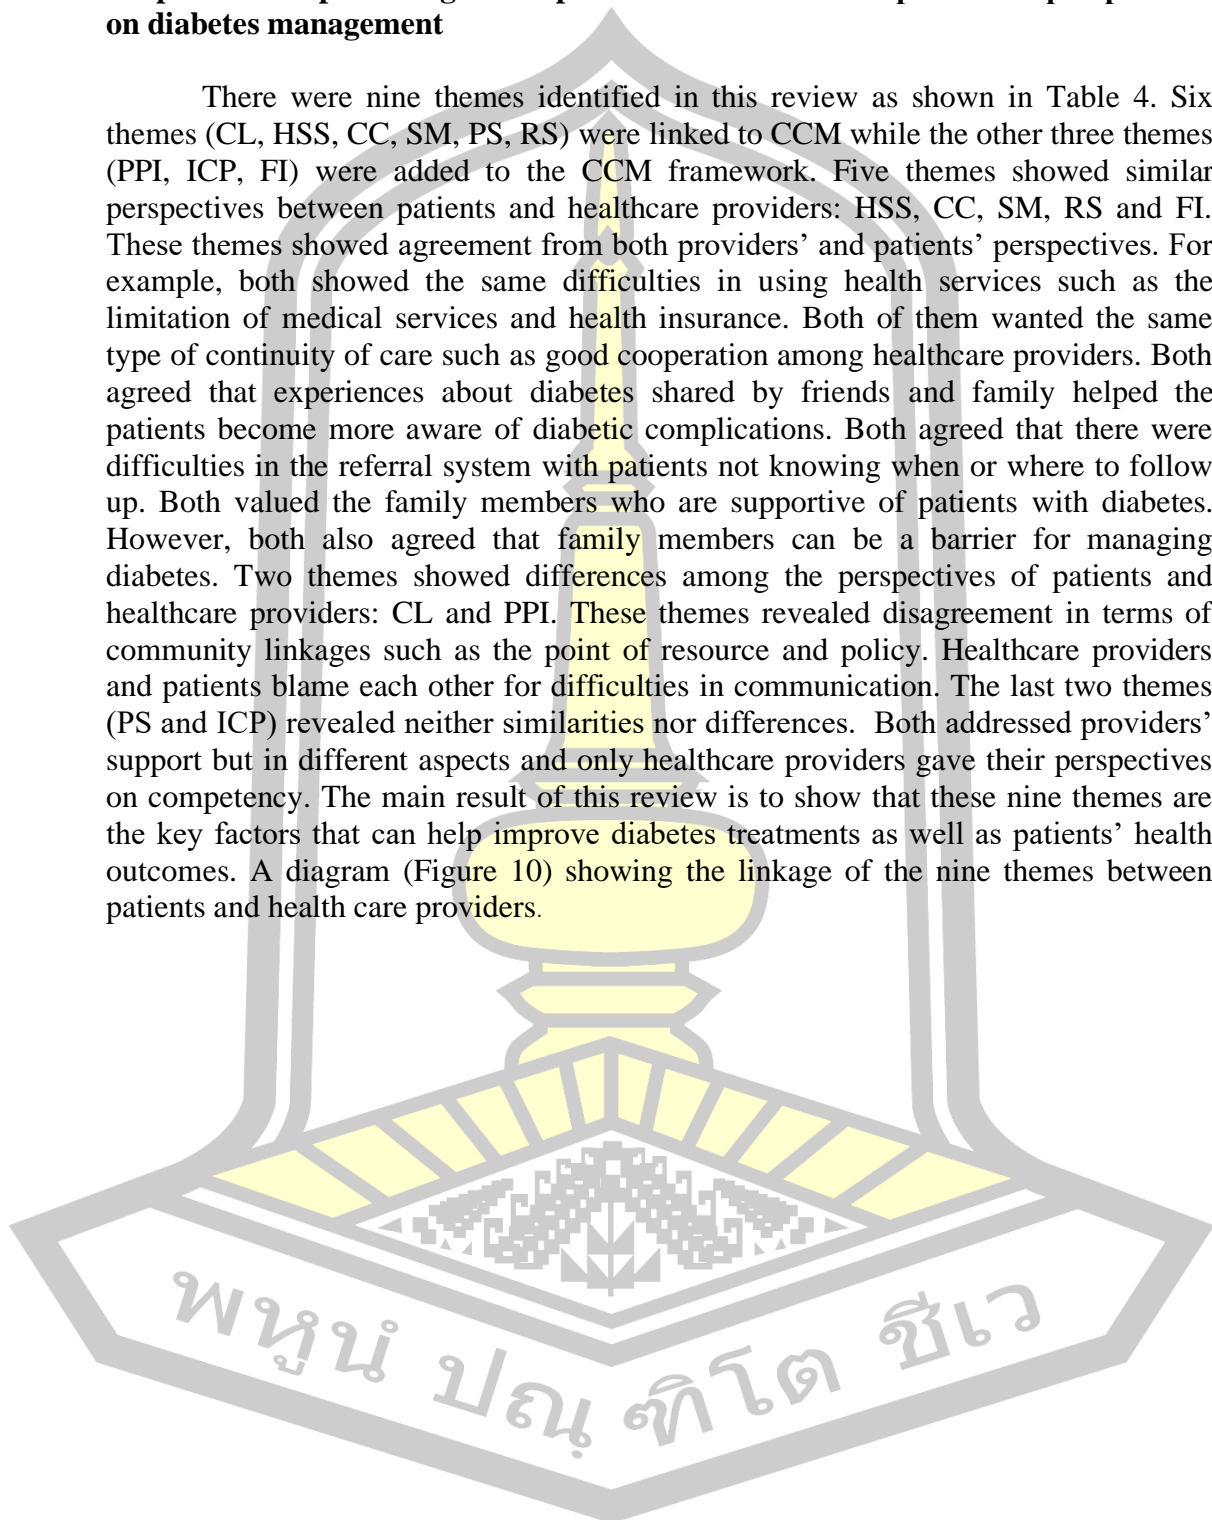 on diabetes management
There were nine themes identified in this review as shown in Table 4. Six
themes (CL, HSS, CC, SM, PS, RS) were linked to CCM while the other three themes
(PPI, ICP, FI) were added to the CCM framework. Five themes showed similar
perspectives between patients and healthcare providers: HSS, CC, SM, RS and FI.
These themes showed agreement from both providers’ and patients’ perspectives. For
example, both showed the same difficulties in using health services such as the
limitation of medical services and health insurance. Both of them wanted the same
type of continuity of care such as good cooperation among healthcare providers. Both
agreed that experiences about diabetes shared by friends and family helped the
patients become more aware of diabetic complications. Both agreed that there were
difficulties in the referral system with patients not knowing when or where to follow
up. Both valued the family members who are supportive of patients with diabetes.
However, both also agreed that family members can be a barrier for managing
diabetes. Two themes showed differences among the perspectives of patients and
healthcare providers: CL and PPI. These themes revealed disagreement in terms of
community linkages such as the point of resource and policy. Healthcare providers
and patients blame each other for difficulties in communication. The last two themes
(PS and ICP) revealed neither similarities nor differences.  Both addressed providers’
support but in different aspects and only healthcare providers gave their perspectives
on competency. The main result of this review is to show that these nine themes are
the key factors that can help improve diabetes treatments as well as patients’ health
outcomes. A diagram (Figure 10) showing the linkage of the nine themes between
patients and health care providers.
พหูนํ ปณฺฑิโต ชีเว